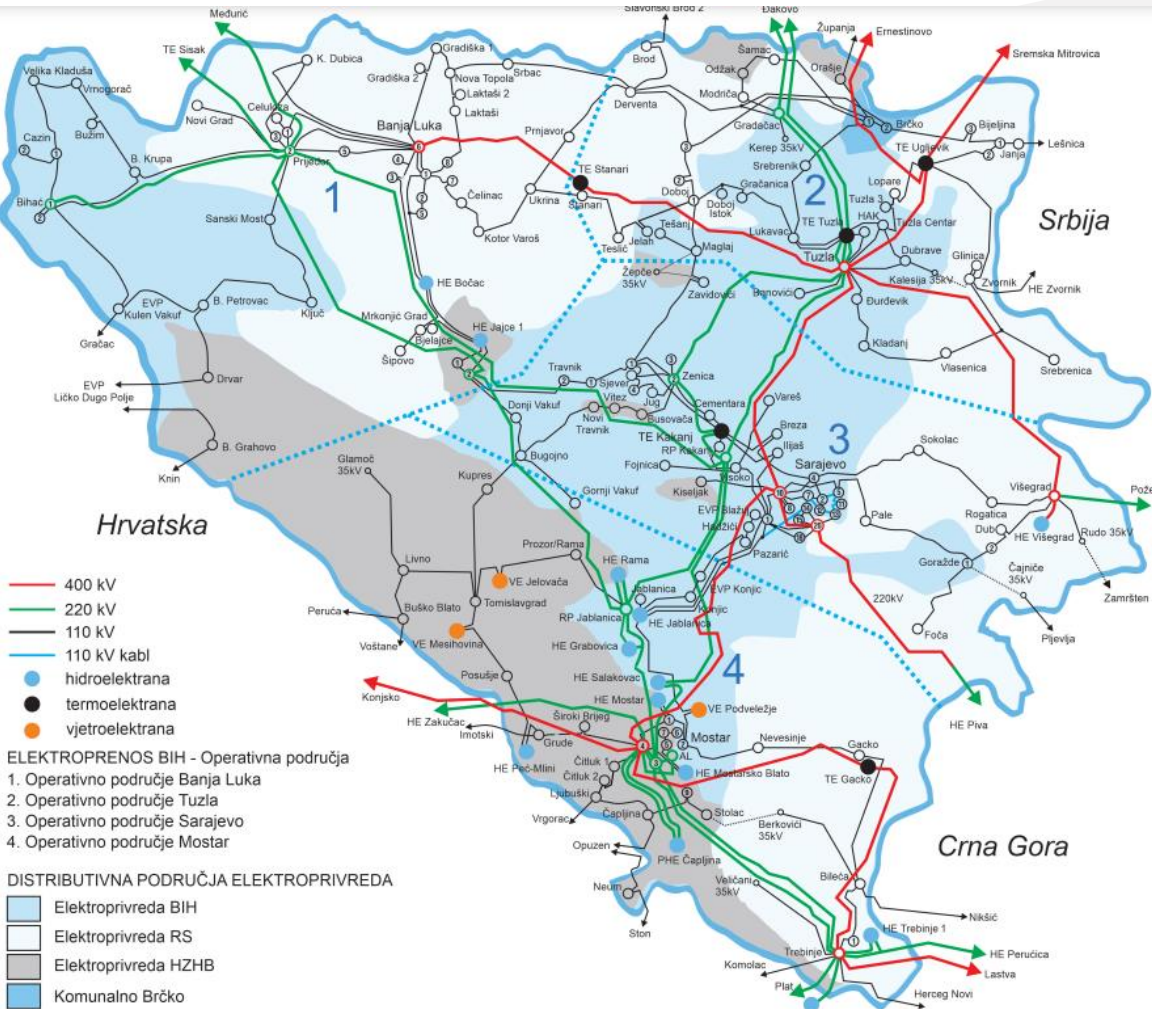 Međurić
TE Sisak
K. Dubica
Gradiška 1
Gradiška 2
Nova Topola
Srbac
Laktaši 2
Laktaši
Slavonski Brod 2
Brod
Đakovo
Županja
Ernestinovo
Sremska Mitrovica
Šamac
Odžak
Orašje
Modriča
Derventa
Velika Kladuša
Vrnograč
Cazin
Bužim
B. Krupa
Bihać
Novi Grad
Prijedor
Banja Luka
Prnjavor
Gradačac
Kerep 35kV
Brčko
Bijeljina
Janja
Lešnica
TE Ugljevik
Srebrenik
TE Stanari
Stanari
Ukrina
Čelinac
Kotor Varoš
Doboj
Doboj Istok
Gračanica
Lopare
Tuzla 3
HAK
Tuzla Centar
TE Tuzla
Lukavac
Tuzla
Dubrave
Kalesija 35kV
Glinica
Zvornik
HE Zvornik
Srbija
Sanski Most
1
2
Teslić
Jelah
Tešanj
Maglaj
Žepče 35kV
Zavidovići
Đurđevik
Kladanj
Vlasenica
Srebrenica
EVP Kulen Vakuf
B. Petrovac
Ključ
Gračac
HE Bočac
Mrkonjić Grad
Bjelajce
Šipovo
HE Jajce 1
Drvar
EVP Ličko Dugo Polje
B. Grahovo
Knin
Travnik
Sjever
Zenica
Vitez
Jug
Novi Travnik
Busovača
Cementara
TE Kakanj
RP Kakanj
Vareš
Breza
Ilijaš
3
Sarajevo
Donji Vakuf
Bugojno
Gornji Vakuf
Fojnica
Kiseljak
Sokolac
Višegrad
Rogatica
HE Višegrad
Rudo 35kV
Pale
Dub
Goražde
Čajniče 35kV
Zamršten
Pljevlja
Foča
220kV
HE Piva
Glamoč 35kV
Kupres
Hrvatska
Livno
Prozor/Rama
HE Rama
Jablanica
EVP Konjic
Konjic
EVP Blažuj
Hadžići
Pazarić
VE Jelovača
Tomislavgrad
RP Jablanica
HE Jablanica
HE Grabovica
Buško Blato
Peruća
Voštane
VE Mesihovina
Posušje
HE Salakovac
HE Mostar
4
VE Podveležje
Mostar
Konjsko
HE Zakučac
Imotski
Široki Brijeg
Grude
HE Peć-Mlini
Čitluk 1
Čitluk 2
Ljubuški
Vrgorac
Čapljina
AL
HE Mostarsko Blato
Nevesinje
Gacko
TE Gacko
Stolac
Berkovići 35kV
Crna Gora
Opuzen
PHE Čapljina
Neum
Ston
Veličani 35kV
Bileća
Nikšić
HE Trebinje 1
Trebinje
HE Perućica
Lastva
Komolac
Plat
Herceg Novi
400 kV
220 kV
110 kV
110 kV kabl
hidroelektrana
termoelektrana
vjetroelektrana
ELEKTROPRENOS BIH - Operativna područja
1. Operativno područje Banja Luka
2. Operativno područje Tuzla
3. Operativno područje Sarajevo
4. Operativno područje Mostar
DISTRIBUTIVNA PODRUČJA ELEKTROPRIVREDA
Elektroprivreda BIH
Elektroprivreda RS
Elektroprivreda HZHB
Komunalno Brčko